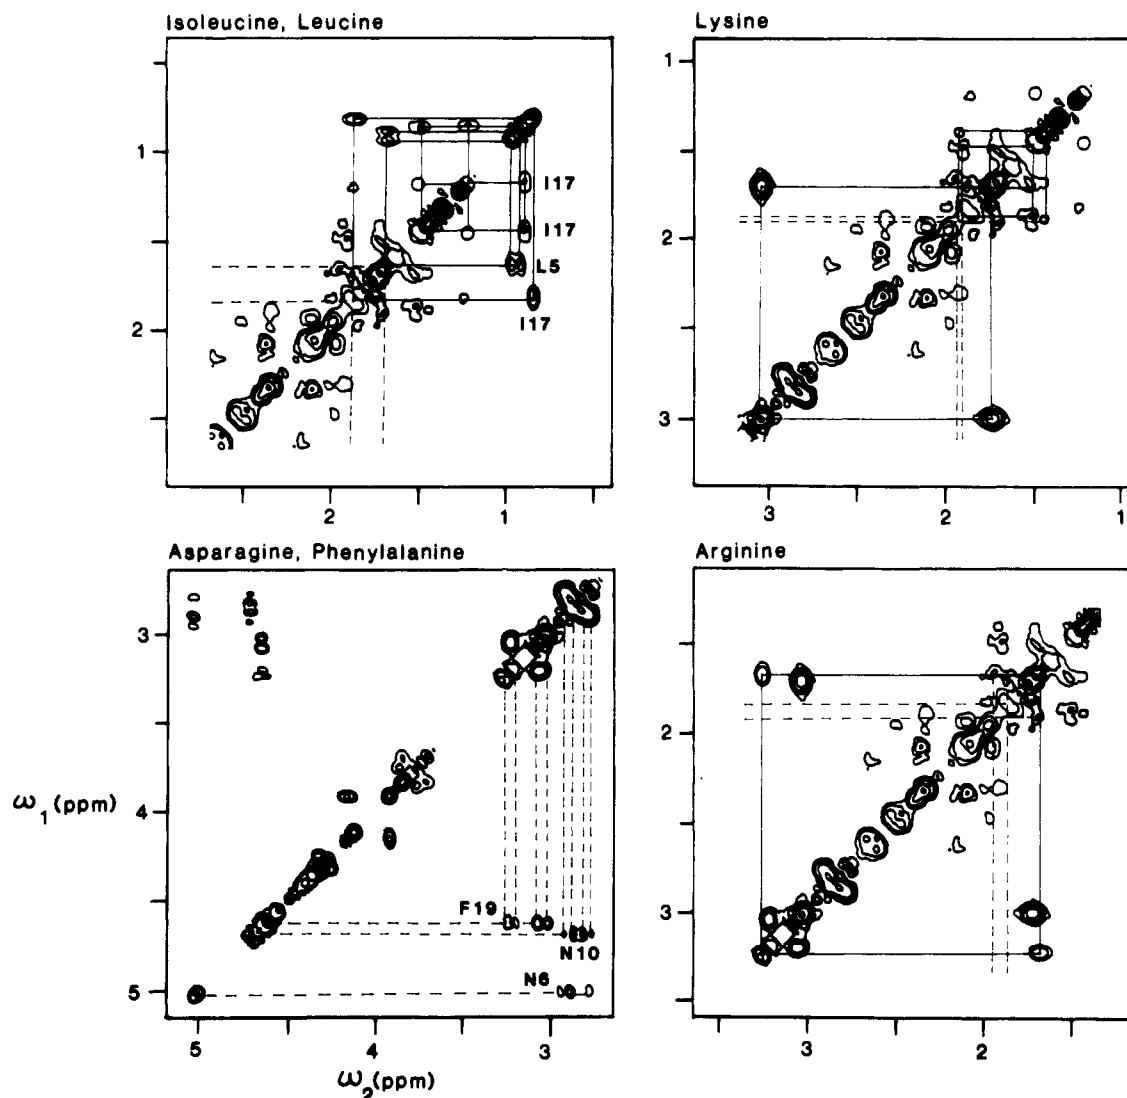 Isoleucine, Leucine
1
2
I17
I17
L5
I17
2
1
Lysine
1
2
3
3
2
1
Asparagine, Phenylalanine
3
4
5
F19
N10
N6
5
4
3
ω1 (ppm)
ω2 (ppm)
Arginine
2
3
3
2